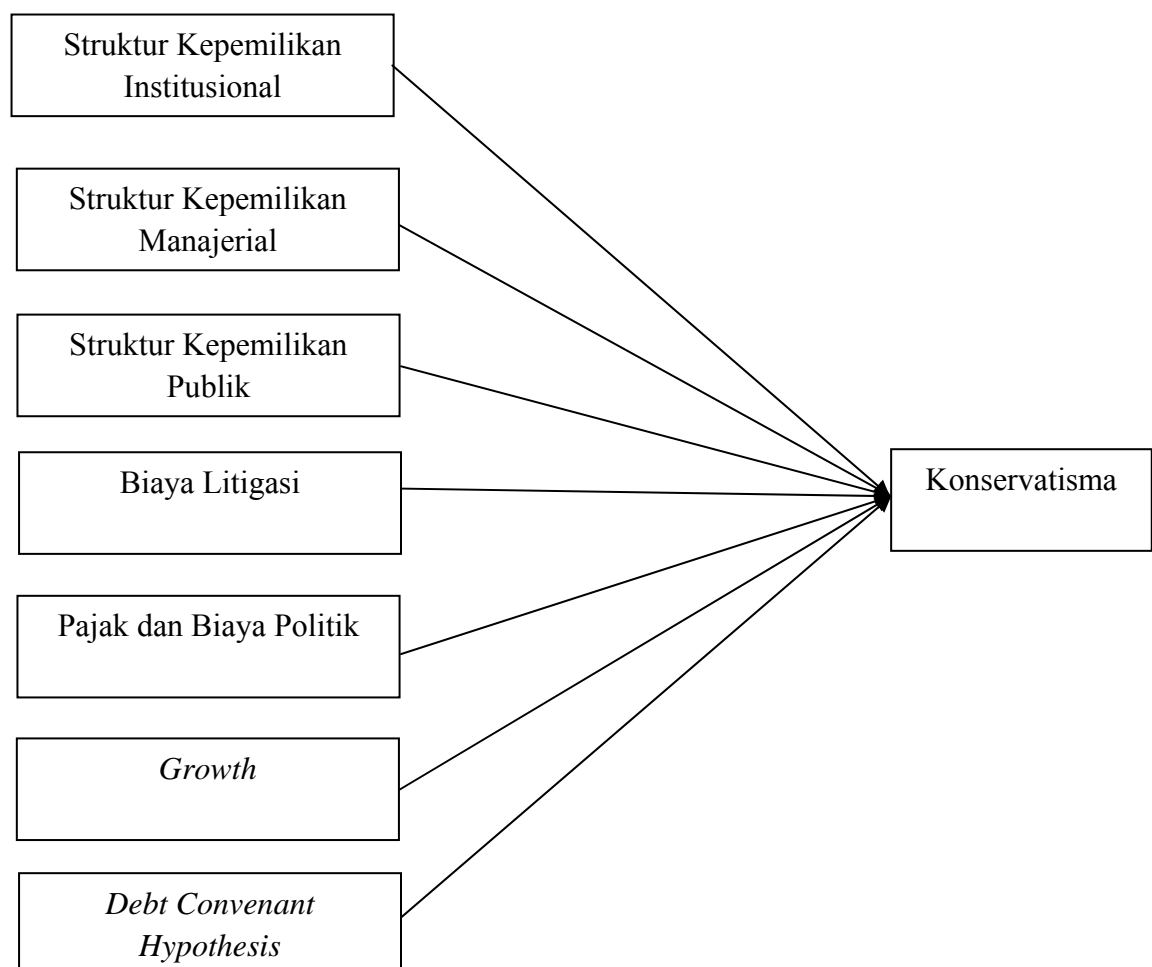 Struktur Kepemilikan
Institusional
Struktur Kepemilikan
Manajerial
Struktur Kepemilikan
Publik
Biaya Litigasi
Konservatisma
Pajak dan Biaya Politik
Growth
Debt Convenant
Hypothesis